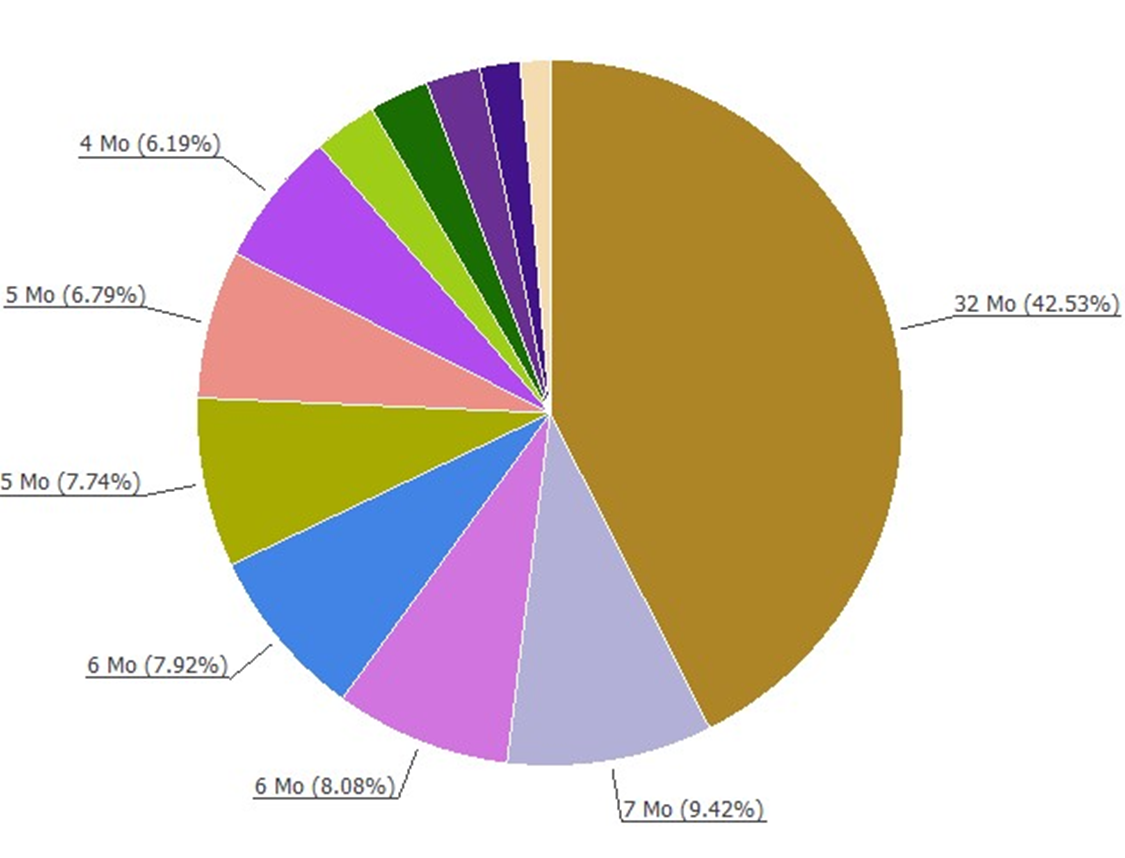 4 Mo (6.19%)
5 Mo (6.79%)
32 Mo (42.53%)
5 Mo (7.74%)
6 Mo (7.92%)
6 Mo (8.08%)
7 Mo (9.42%)